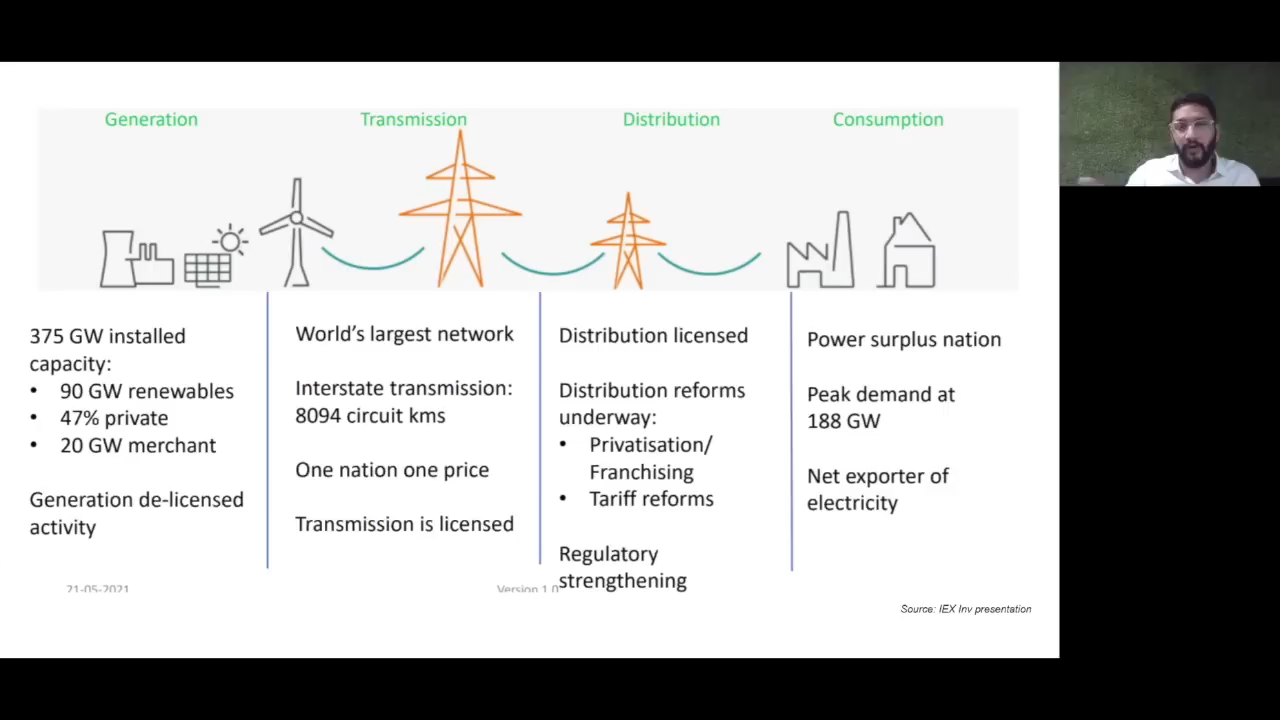 Generation
Transmission
Distribution
Consumption
375 GW installed
capacity:
• 90 GW renewables
• 47% private
• 20 GW merchant
Generation de-licensed
activity
World's largest network
Interstate transmission:
8094 circuit kms
One nation one price
Transmission is licensed
Distribution licensed
Distribution reforms
underway:
• Privatisation/
Franchising
• Tariff reforms
Regulatory
strengthening
Power surplus nation
Peak demand at
188 GW
Net exporter of
electricity
21-05-2021
Version 1.0
Source: IEX Inv presentation